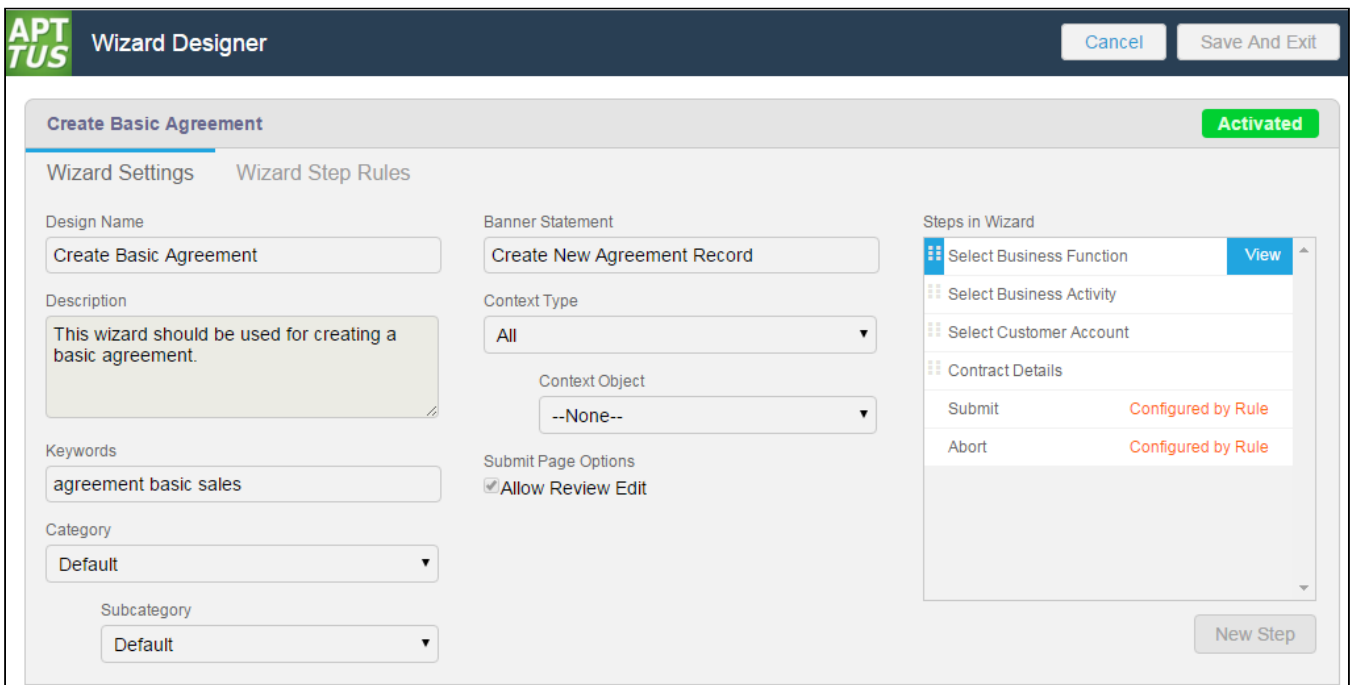 APT
TUS
Wizard Designer
Cancel
Save And Exit
Create Basic Agreement
Activated
Wizard Settings
Wizard Step Rules
Design Name
Create Basic Agreement
Description
This wizard should be used for creating a
basic agreement.
Keywords
agreement basic sales
Category
Default
Subcategory
Default
Banner Statement
Create New Agreement Record
Context Type
All
Context Object
--None--
Submit Page Options
Allow Review Edit
Steps in Wizard
Select Business Function
View
Select Business Activity
Select Customer Account
Contract Details
Submit
Configured by Rule
Abort
Configured by Rule
New Step